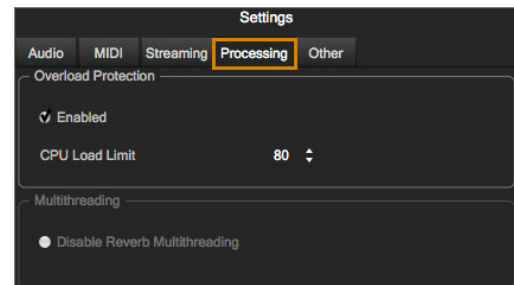 Settings
Audio MIDI Streaming Processing Other
Overload Protection
Enabled
CPU Load Limit 80
Multithreading
Disable Reverb Multithreading